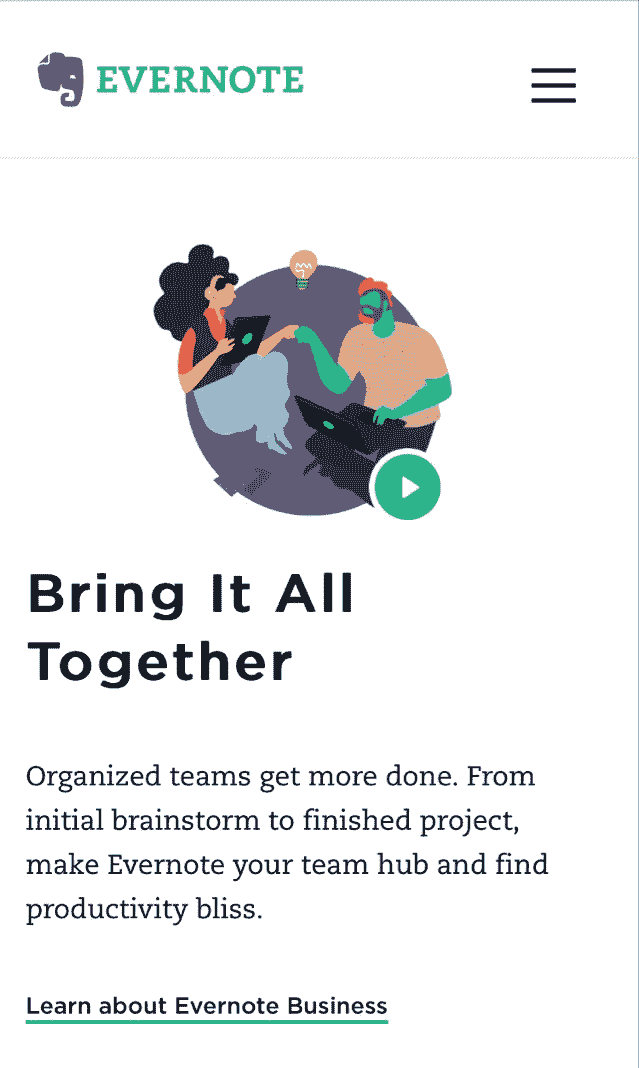 EVERNOTE
Bring It All
Together
Organized teams get more done. From
initial brainstorm to finished project,
make Evernote your team hub and find
productivity bliss.
Learn about Evernote Business